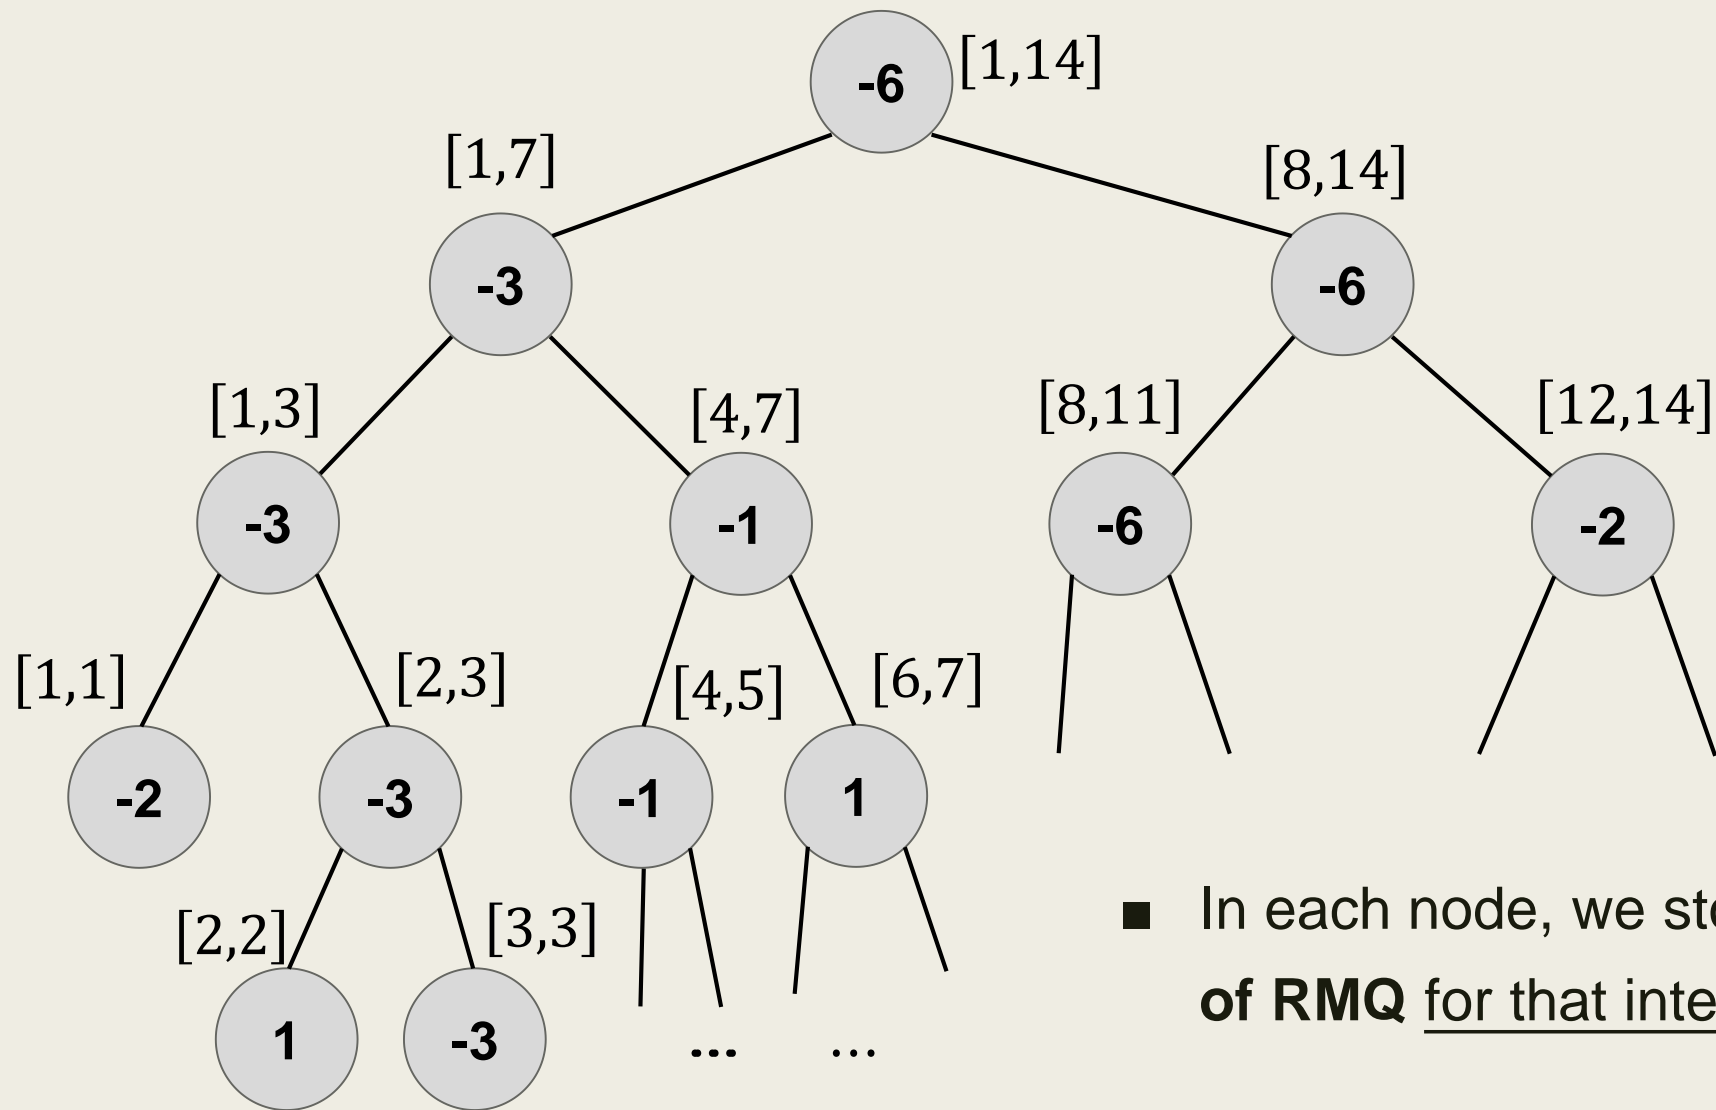 -6 [1,14]
[1,7] [8,14]
-3 -6
[1,3] [4,7] [8,11] [12,14]
-3 -1 -6 -2
[1,1] [2,3] [4,5] [6,7]
-2 -3 -1 1
■ In each node, we
[2,2] [3,3]
of RMQ for that
1 -3 ... ...